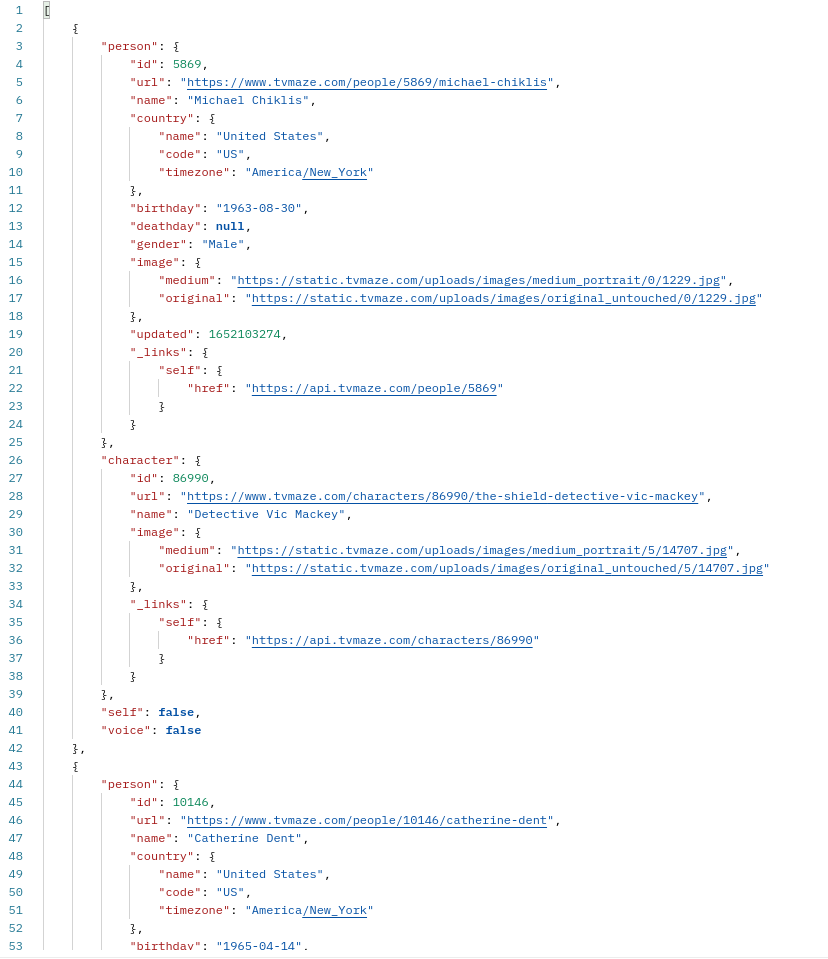 1 [
2 {
3 "person": {
4 "id": 5869,
5 "url": "https://www.tvmaze.com/people/5869/michael-chiklis",
6 "name": "Michael Chiklis",
7 "country": {
8 "name": "United States",
9 "code": "US",
10 "timezone": "America/New_York"
11 },
12 "birthday": "1963-08-30",
13 "deathday": null,
14 "gender": "Male",
15 "image": {
16 "medium": "https://static.tvmaze.com/uploads/images/medium_portrait/0/1229.jpg",
17 "original": "https://static.tvmaze.com/uploads/images/original_untouched/0/1229.jpg"
18 },
19 "updated": 1652103274,
20 "_links": {
21 "self": {
22 "href": "https://api.tvmaze.com/people/5869"
23 }
24 }
25 },
26 "character": {
27 "id": 86990,
28 "url": "https://www.tvmaze.com/characters/86990/the-shield-detective-vic-mackey",
29 "name": "Detective Vic Mackey",
30 "image": {
31 "medium": "https://static.tvmaze.com/uploads/images/medium_portrait/5/14707.jpg",
32 "original": "https://static.tvmaze.com/uploads/images/original_untouched/5/14707.jpg"
33 },
34 "_links": {
35 "self": {
36 "href": "https://api.tvmaze.com/characters/86990"
37 }
38 }
39 },
40 "self": false,
41 "voice": false
42 },
43 {
44 "person": {
45 "id": 10146,
46 "url": "https://www.tvmaze.com/people/10146/catherine-dent",
47 "name": "Catherine Dent",
48 "country": {
49 "name": "United States",
50 "code": "US",
51 "timezone": "America/New_York"
52 },
53 "birthday": "1965-04-14",